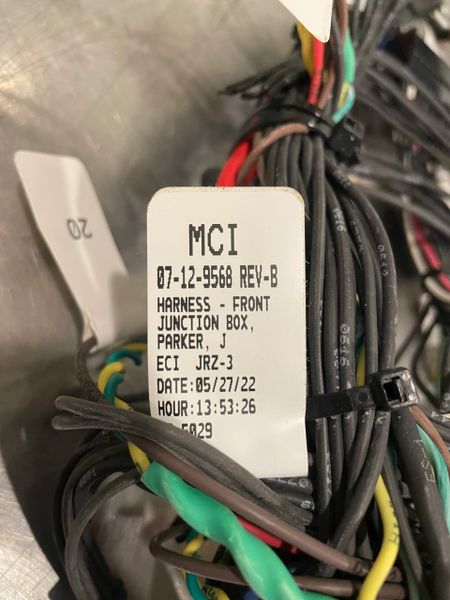 MCI
07-12-9568 REV-B
HARNESS - FRONT
JUNCTION BOX,
PARKER, J
ECI JRZ-3
DATE:05/27/22
HOUR:13:53:26
5029
20